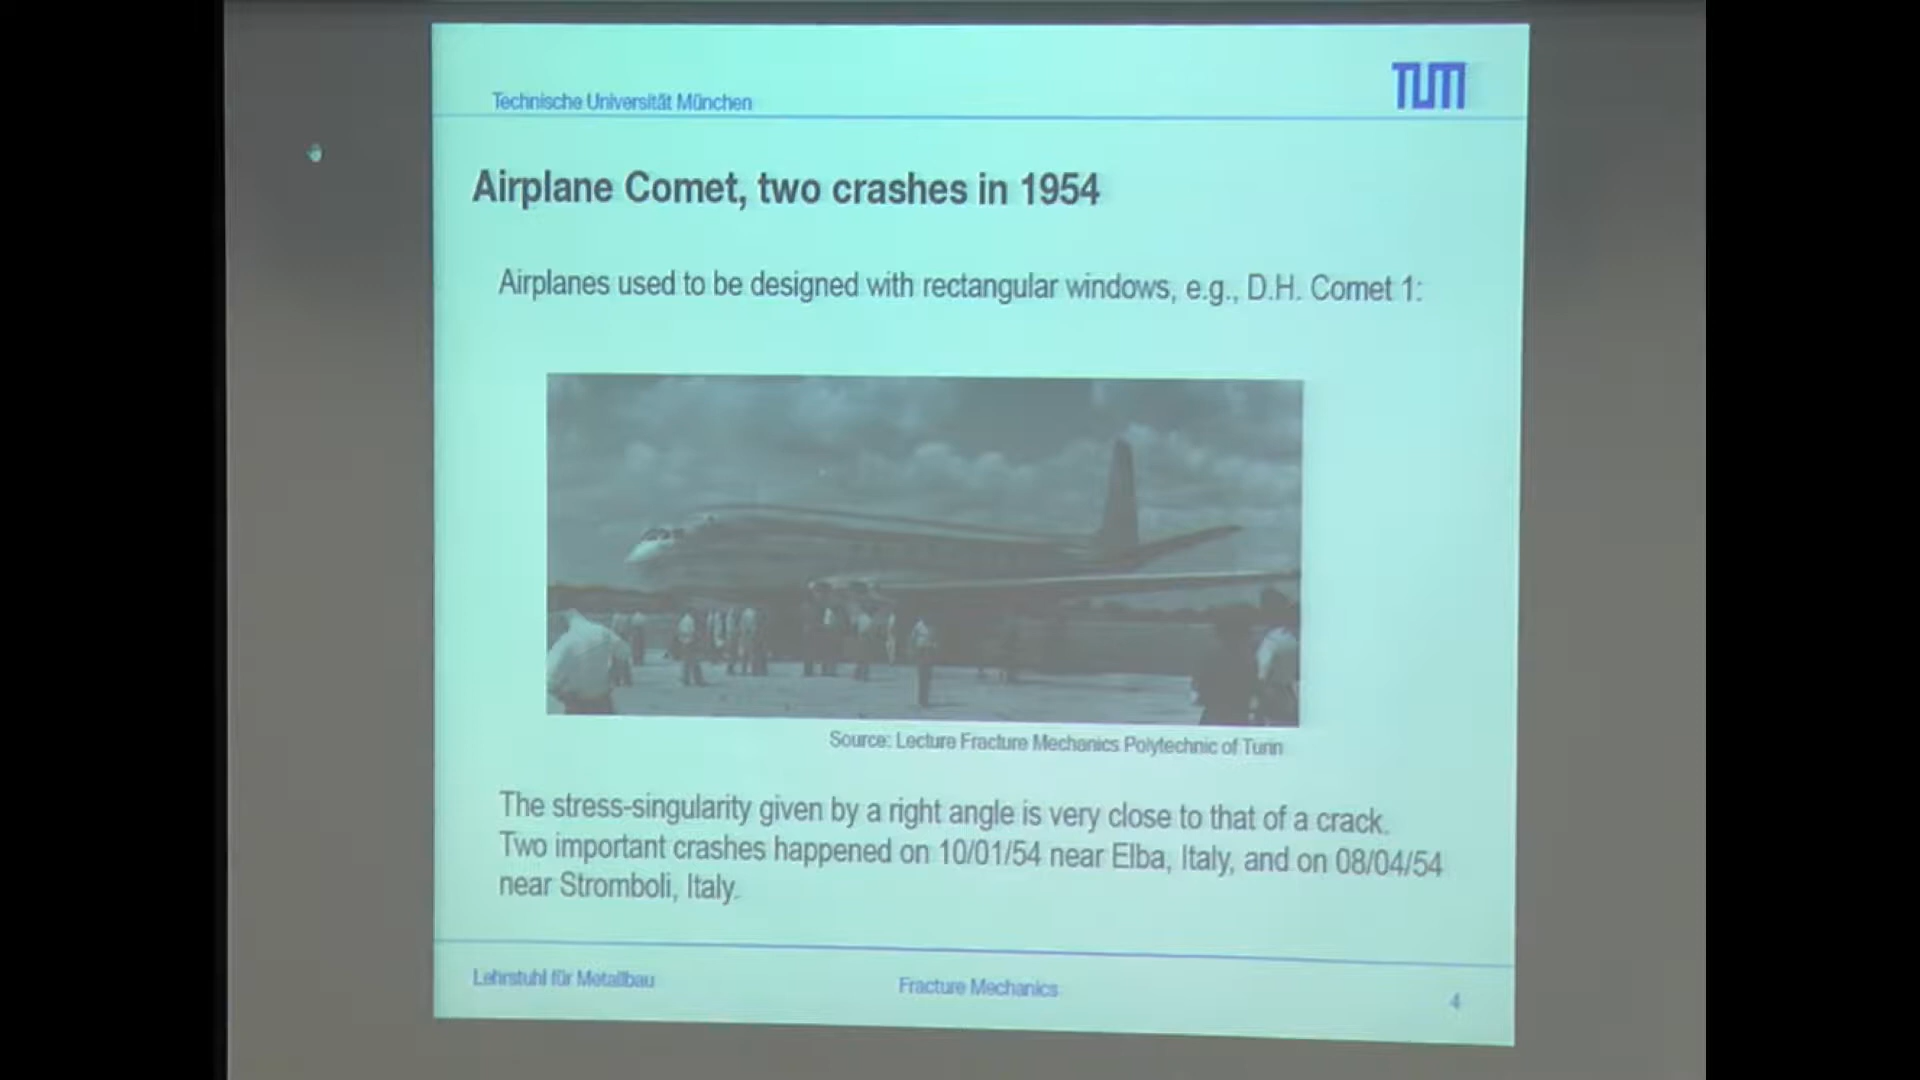 Technische Universität München
TUM
Airplane Comet, two crashes in 1954
Airplanes used to be designed with rectangular windows, e.g., D.H. Comet 1:
Source: Lecture Fracture Mechanics Polytechnic of Turin
The stress-singularity given by a right angle is very close to that of a crack.
Two important crashes happened on 10/01/54 near Elba, Italy, and on 08/04/54
near Stromboli, Italy.
Lehrstuhl für Metallbau
Fracture Mechanics
4